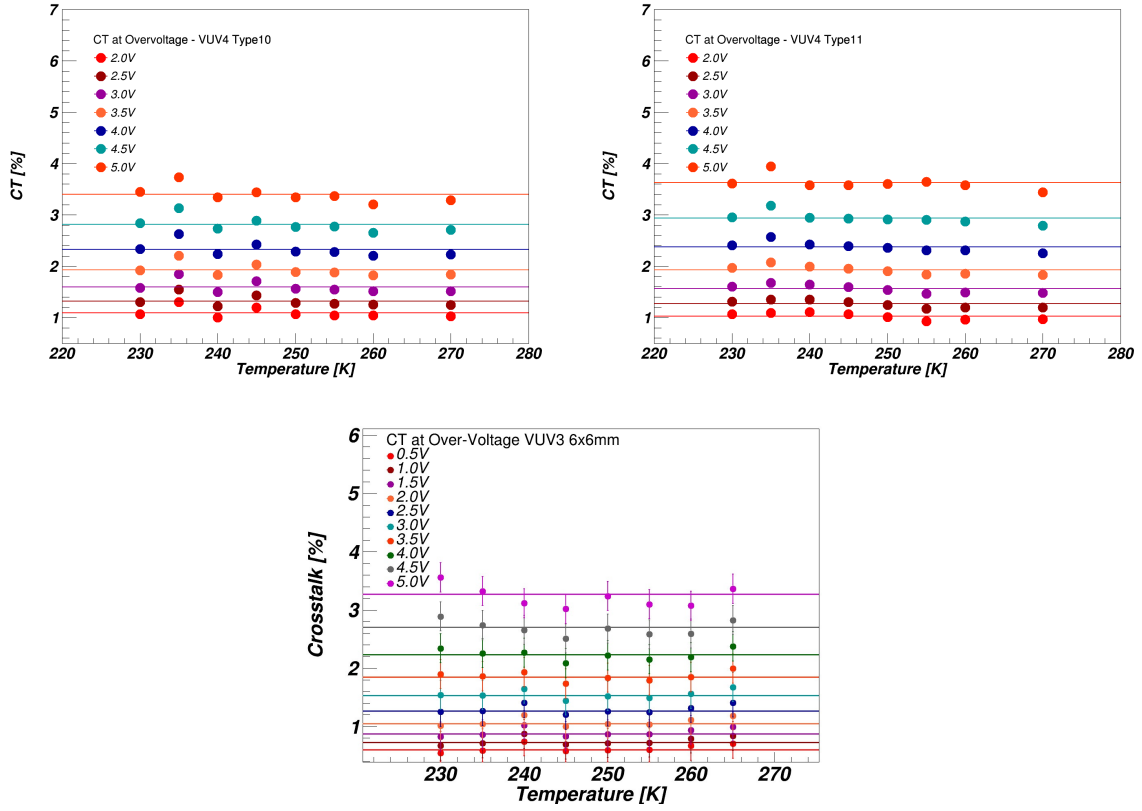 7
6
5
4
3
2
1
CT [%]
CT at Overvoltage - VUV4 Type10
2.0V
2.5V
3.0V
3.5V
4.0V
4.5V
5.0V
220 230 240 250 260 270 280
Temperature [K]
7
6
5
4
3
2
1
CT [%]
CT at Overvoltage - VUV4 Type11
2.0V
2.5V
3.0V
3.5V
4.0V
4.5V
5.0V
220 230 240 250 260 270 280
Temperature [K]
6
5
4
3
2
1
Crosstalk [%]
CT at Over-Voltage VUV3 6x6mm
0.5V
1.0V
1.5V
2.0V
2.5V
3.0V
3.5V
4.0V
4.5V
5.0V
230 240 250 260 270
Temperature [K]